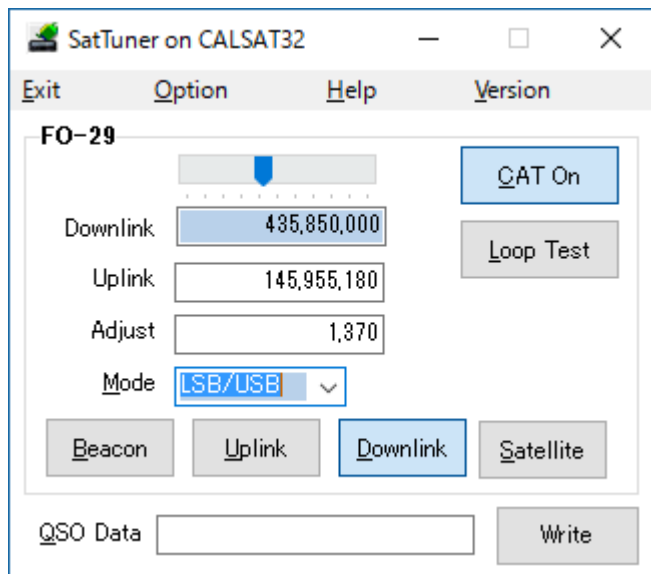 SatTuner on CALSAT32
Exit Option Help Version
FO-29
CAT On
Downlink 435,850,000
Loop Test
Uplink 145,955,180
Adjust 1,370
Mode LSB/USB
Beacon Uplink Downlink Satellite
QSO Data Write